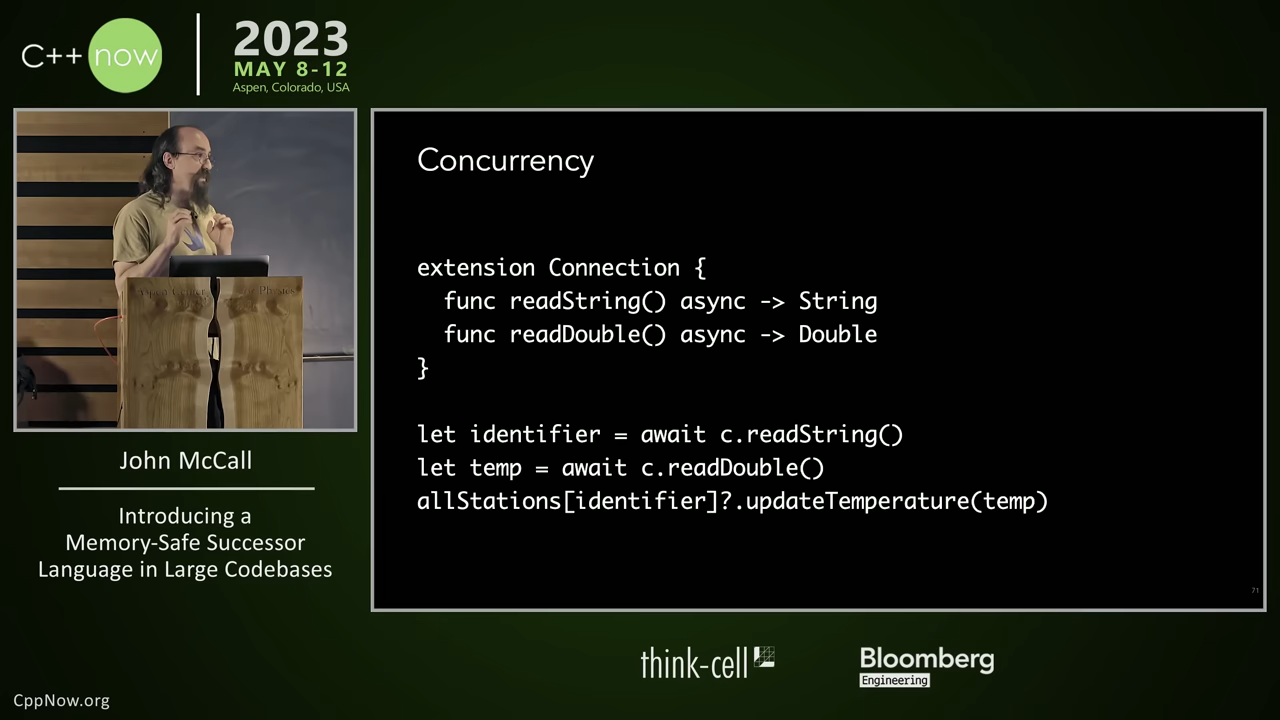 C++ now
2023
MAY 8-12
Aspen, Colorado, USA
John McCall
Introducing a
Memory-Safe Successor
Language in Large Codebases
Concurrency
extension Connection {
  func readString() async -> String
  func readDouble() async -> Double
}
let identifier = await c.readString()
let temp = await c.readDouble()
allStations[identifier]?.updateTemperature(temp)
71
think-cell
Bloomberg
Engineering
CppNow.org